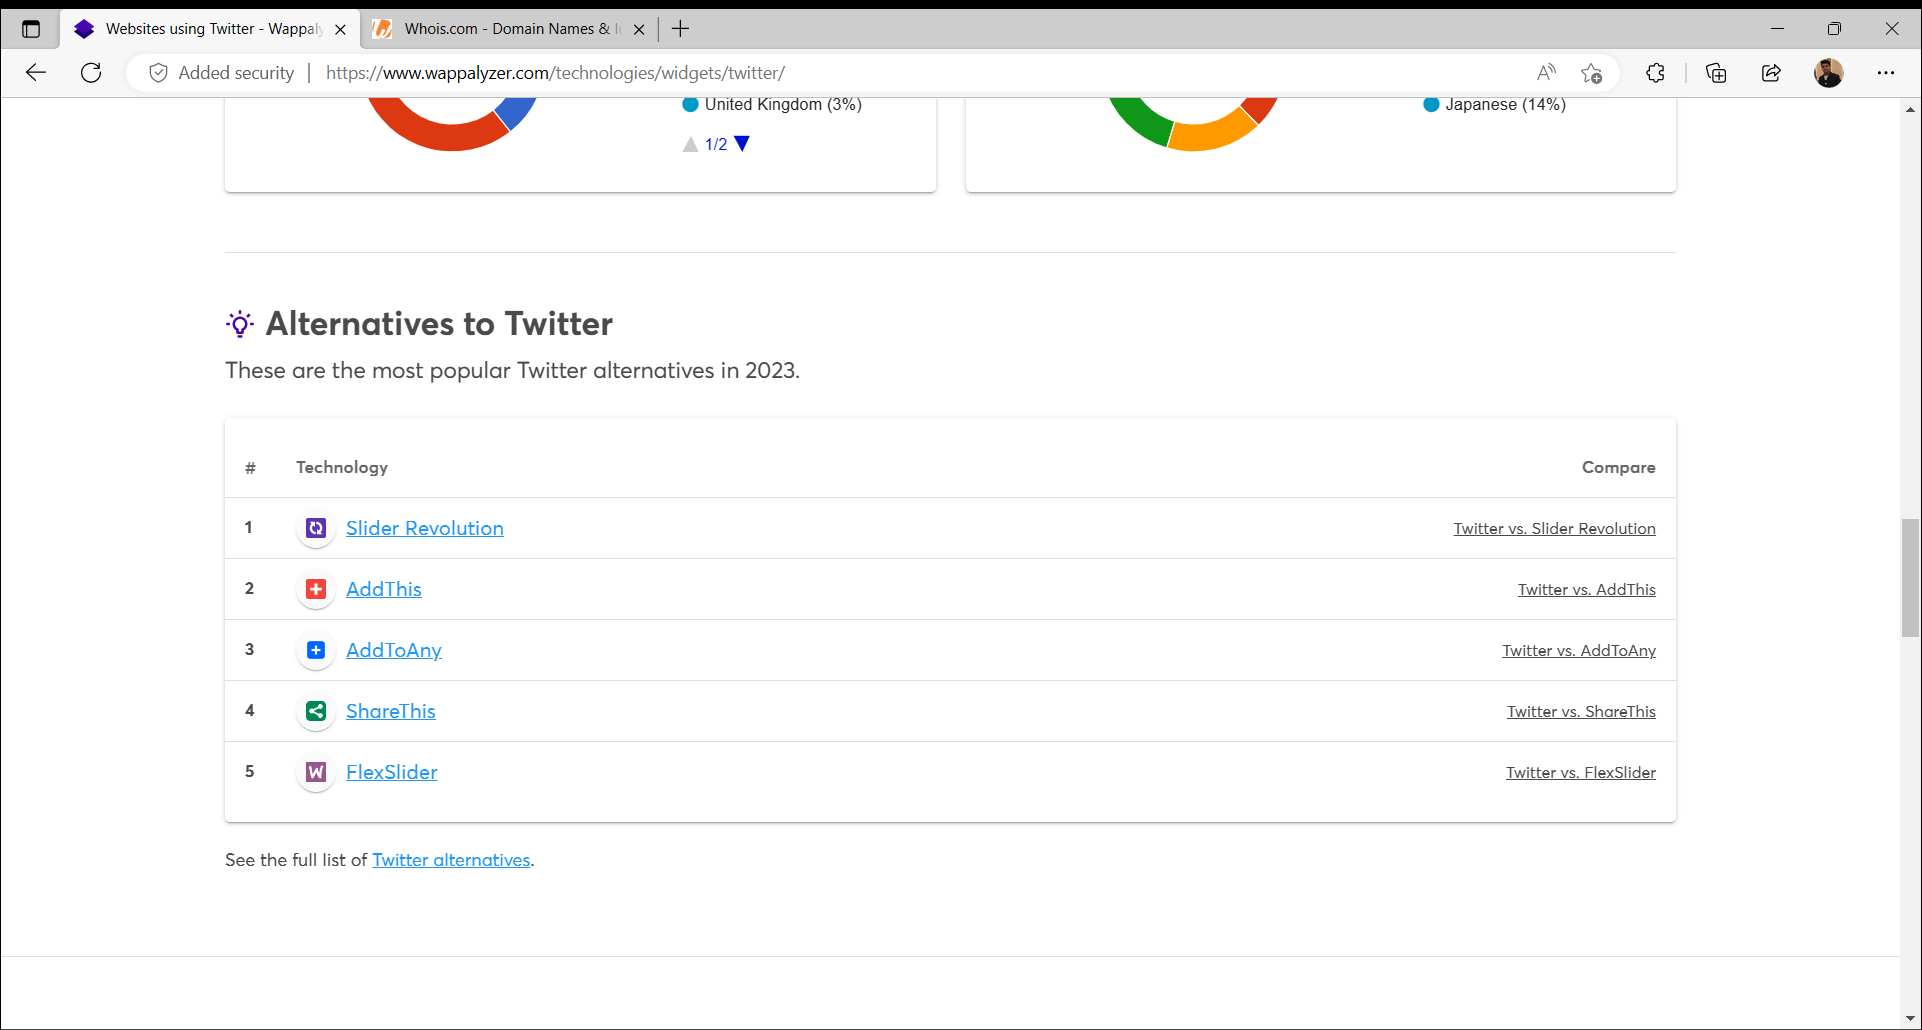 Websites using Twitter - Wappaly
Whois.com - Domain Names &
Added security | https://www.wappalyzer.com/technologies/widgets/twitter/
United Kingdom (3%)
1/2
Japanese (14%)
Alternatives to Twitter
These are the most popular Twitter alternatives in 2023.
# Technology Compare
1 Slider Revolution Twitter vs. Slider Revolution
2 AddThis Twitter vs. AddThis
3 AddToAny Twitter vs. AddToAny
4 ShareThis Twitter vs. ShareThis
5 FlexSlider Twitter vs. FlexSlider
See the full list of Twitter alternatives.